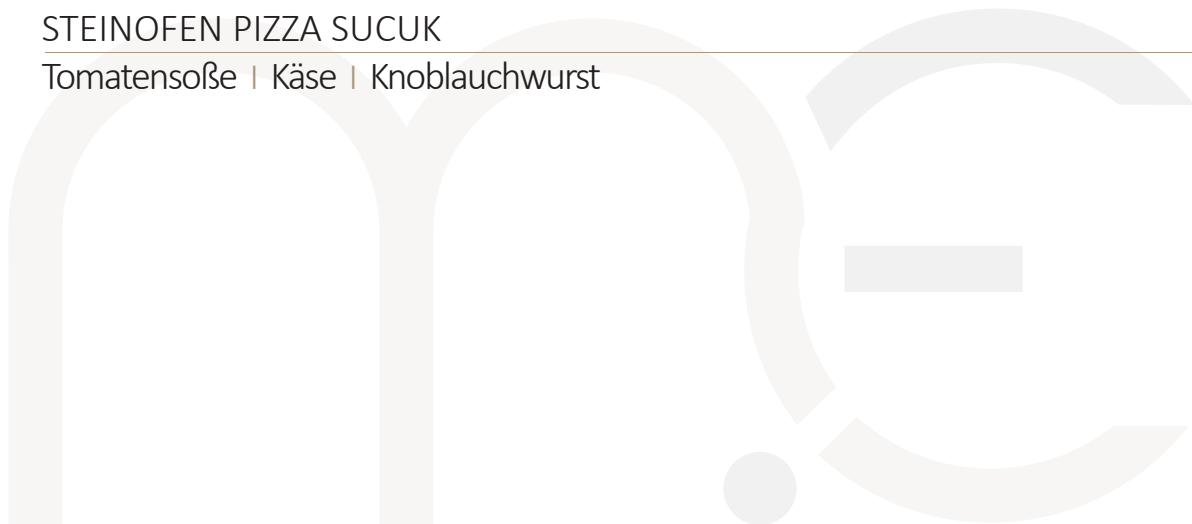 STEINOFEN PIZZA SUCUK
Tomatensoße | Käse | Knoblauchwurst